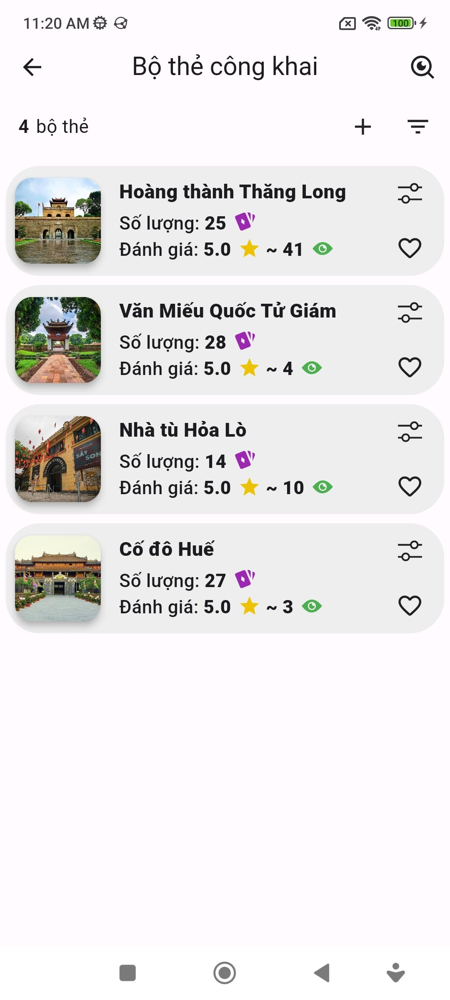 11:20 AM
100
Bộ thẻ công khai
4 bộ thẻ
Hoàng thành Thăng Long
Số lượng: 25
Đánh giá: 5.0 ~ 41
Văn Miếu Quốc Tử Giám
Số lượng: 28
Đánh giá: 5.0 ~ 4
Nhà tù Hỏa Lò
SẮT
SON
Số lượng: 14
Đánh giá: 5.0 ~ 10
Cố đô Huế
Số lượng: 27
Đánh giá: 5.0 ~ 3